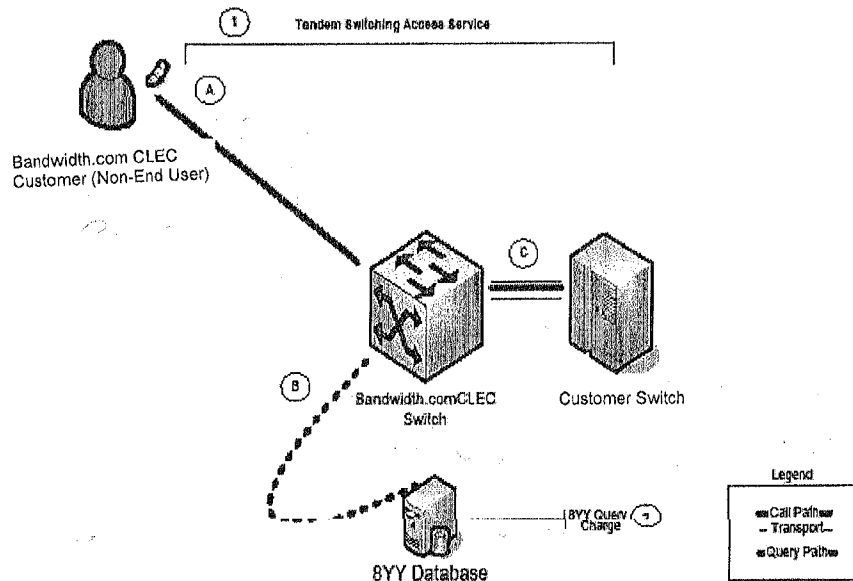 1
Tandem Switching Access Service
A
Bandwidth.com CLEC
Customer (Non-End User)
C
B
Bandwidth.comCLEC
Switch
Customer Switch
8YY Query
Charge
8YY Database
Legend
Call Path
Transport
Query Path